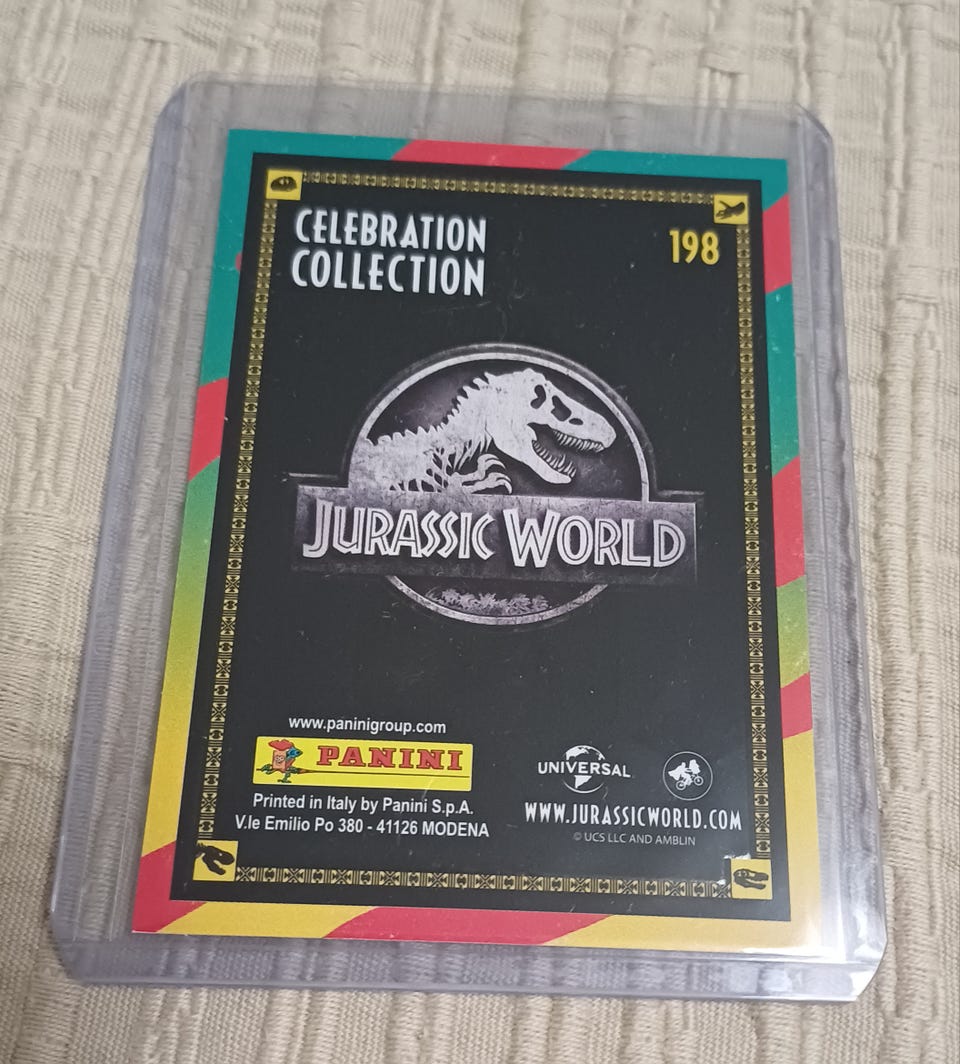 CELEBRATION
COLLECTION
198
JURASSIC WORLD
www.paninigroup.com
PANINI
Printed in Italy by Panini S.p.A.
V.le Emilio Po 380 - 41126 MODENA
UNIVERSAL
WWW.JURASSICWORLD.COM
© UCS LLC AND AMBLIN